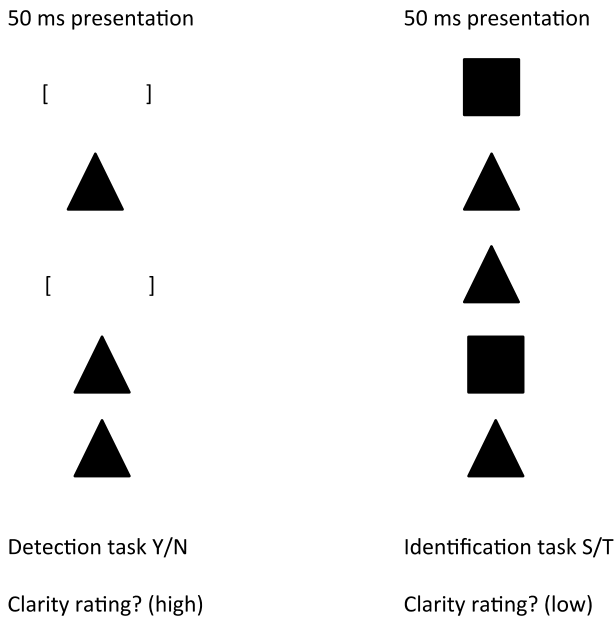 50 ms presentation
[ ]
[ ]
Detection task Y/N
Clarity rating? (high)
50 ms presentation
Identification task S/T
Clarity rating? (low)